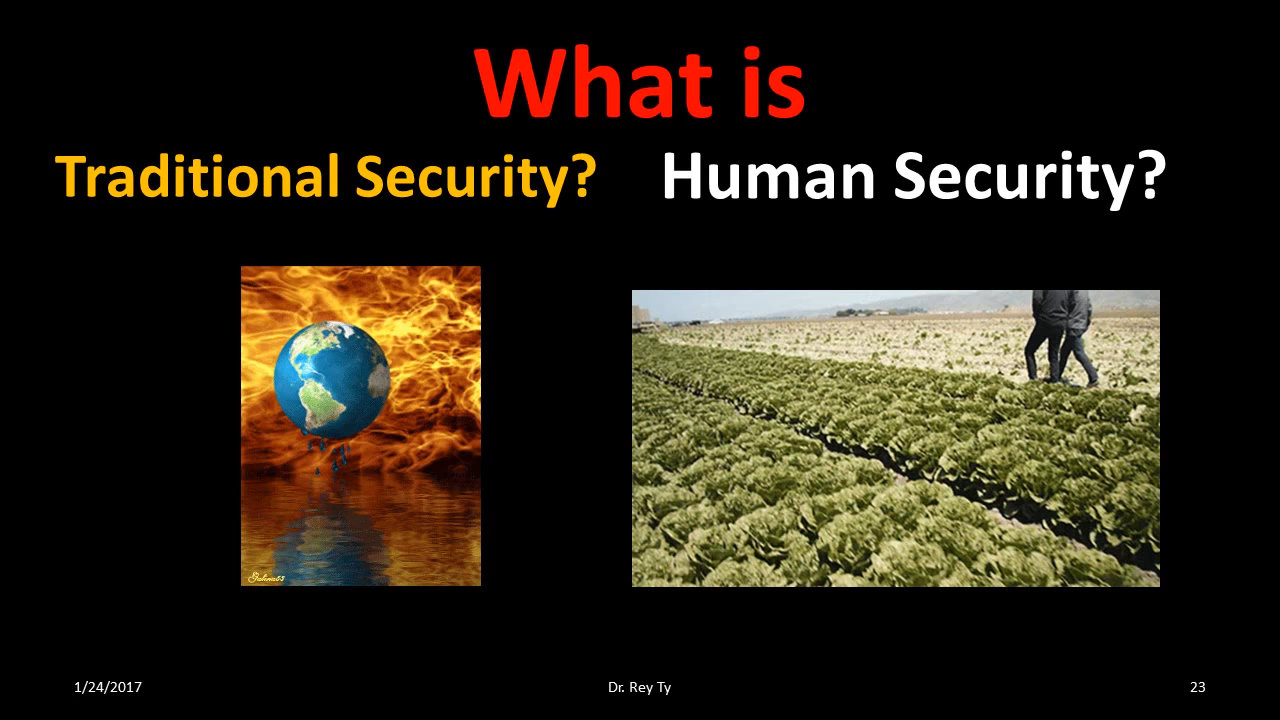 What is
Traditional Security?
Human Security?
1/24/2017
Dr. Rey Ty
23